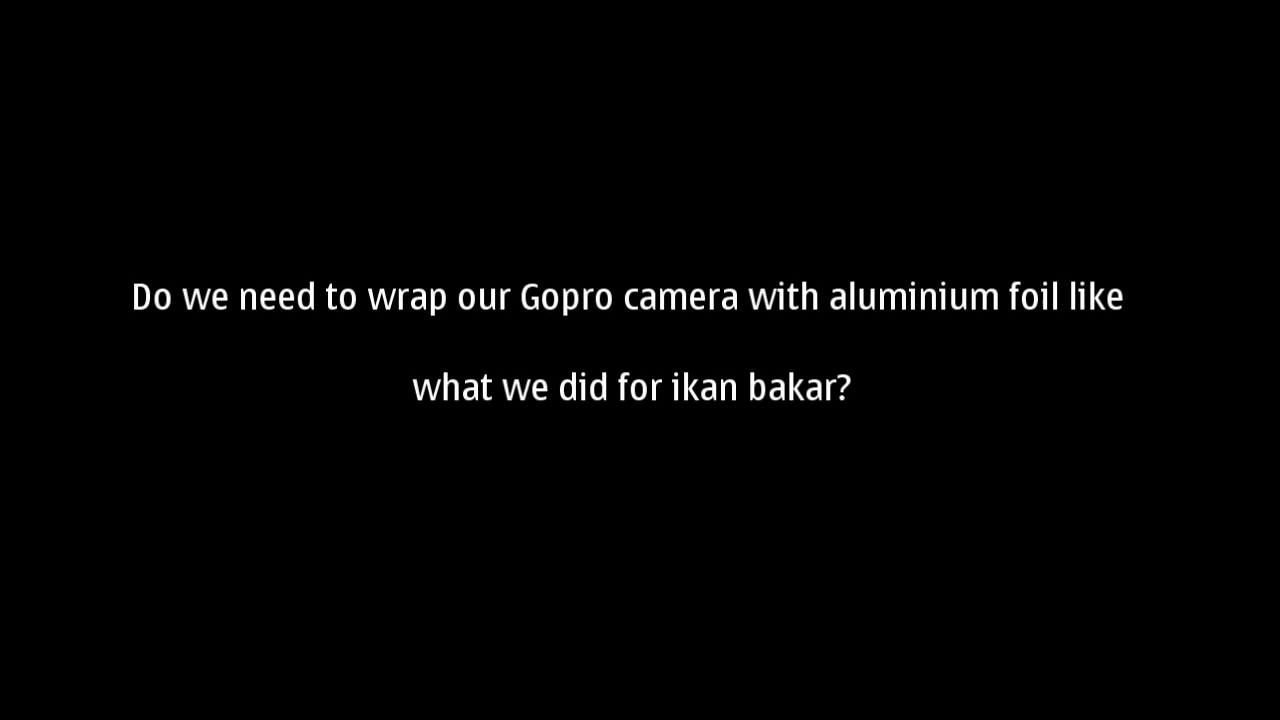 Do we need to wrap our Gopro camera with aluminium foil like
what we did for ikan bakar?